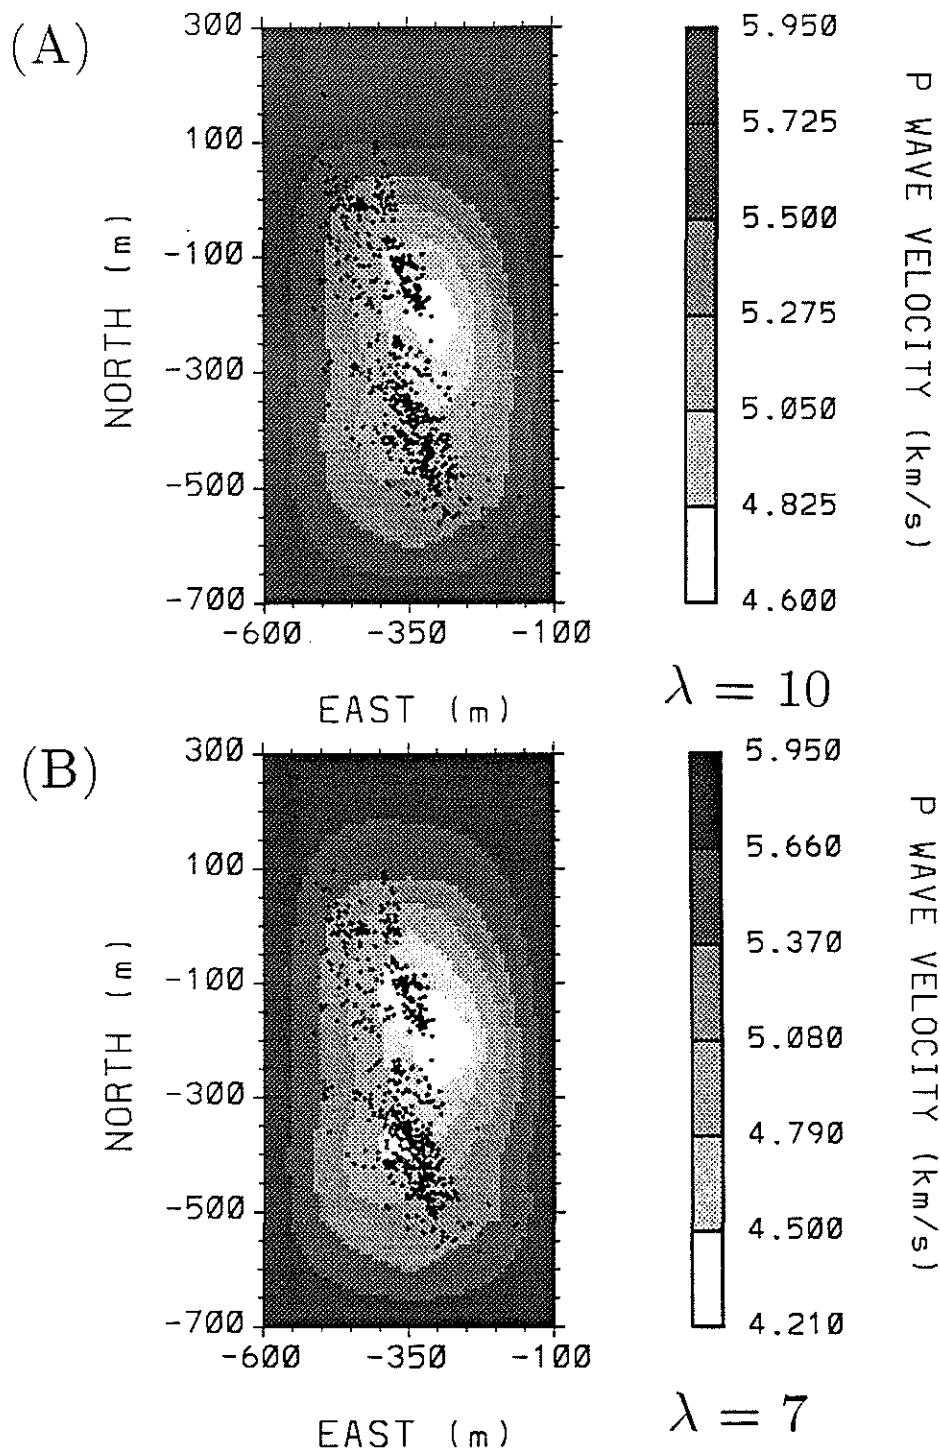 (A)
300
100
-100
-300
-500
-700
NORTH (m)
-600 -350 -100
EAST (m)
5.950
5.725
5.500
5.275
5.050
4.825
4.600
P WAVE VELOCITY (km/s)
λ = 10
(B)
300
100
-100
-300
-500
-700
NORTH (m)
-600 -350 -100
EAST (m)
5.950
5.660
5.370
5.080
4.790
4.500
4.210
P WAVE VELOCITY (km/s)
λ = 7